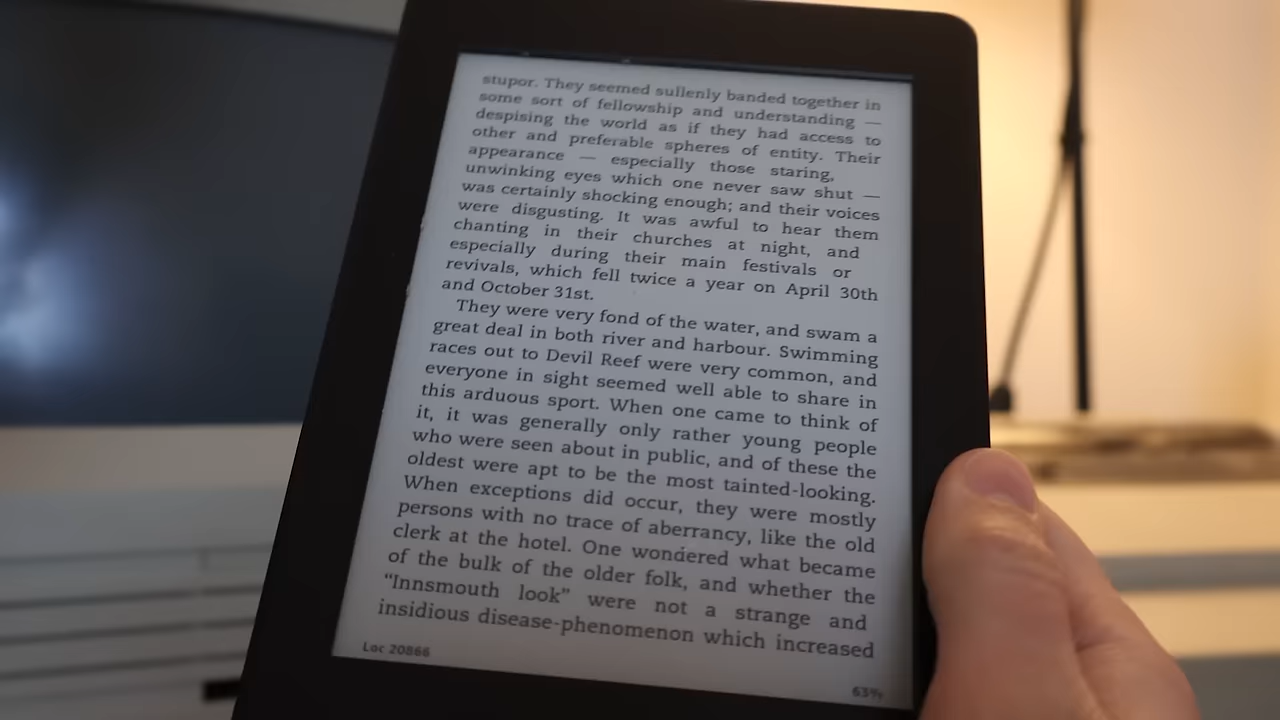 stupor. They seemed sullenly banded together in
some sort of fellowship and understanding —
despising the world as if they had access to
other and preferable spheres of entity. Their
appearance — especially those staring,
unwinking eyes which one never saw shut —
was certainly shocking enough; and their voices
were disgusting. It was awful to hear them
chanting in their churches at night, and
especially during their main festivals or
revivals, which fell twice a year on April 30th
and October 31st.
They were very fond of the water, and swam a
great deal in both river and harbour. Swimming
races out to Devil Reef were very common, and
everyone in sight seemed well able to share in
this arduous sport. When one came to think of
it, it was generally only rather young people
who were seen about in public, and of these the
oldest were apt to be the most tainted-looking.
When exceptions did occur, they were mostly
persons with no trace of aberrancy, like the old
clerk at the hotel. One wondered what became
of the bulk of the older folk, and whether the
“Innsmouth look” were not a strange and
insidious disease-phenomenon which increased
Loc 20866
63%